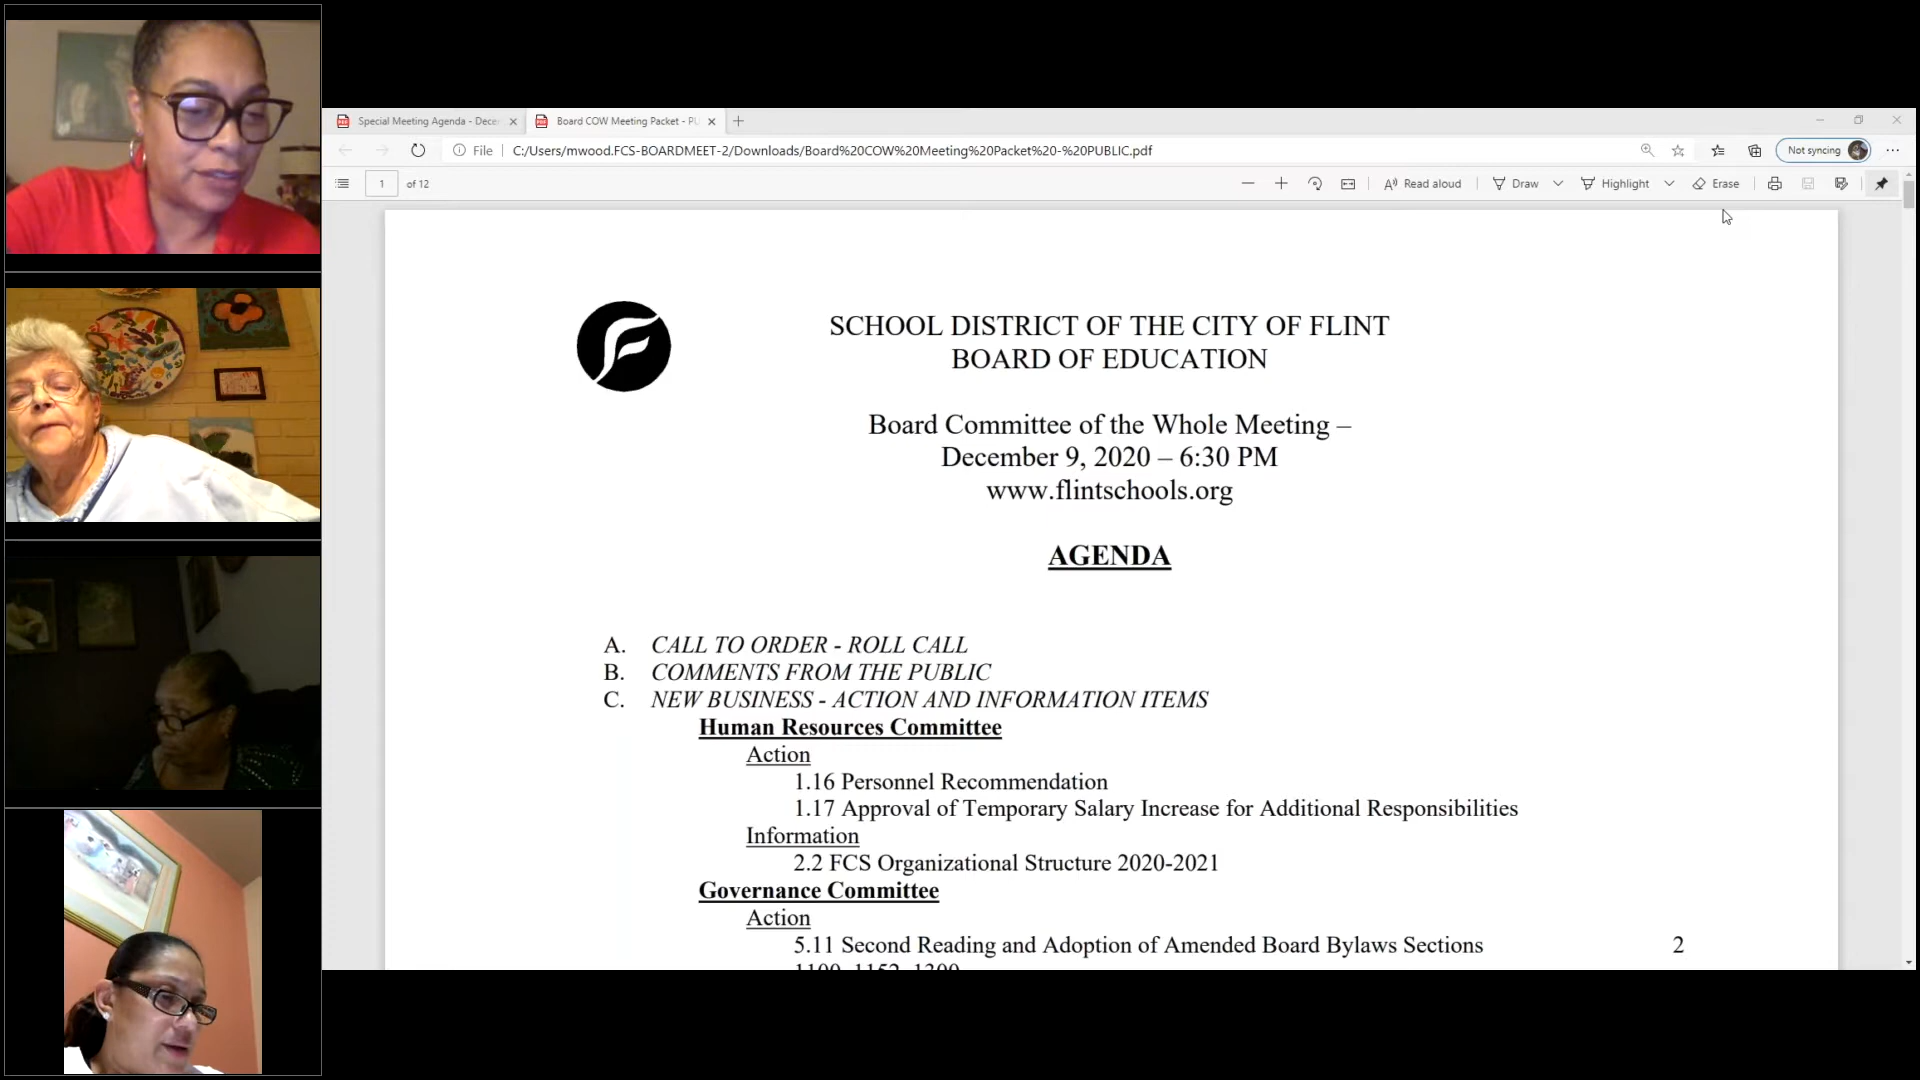 Special Meeting Agenda - Dece
Board COW Meeting Packet - PU
File
C:/Users/mwood.FCS-BOARDMEET-2/Downloads/Board%20COW%20Meeting%20Packet%20-%20PUBLIC.pdf
Not syncing
1 of 12
Read aloud
Draw
Highlight
Erase
SCHOOL DISTRICT OF THE CITY OF FLINT
BOARD OF EDUCATION
Board Committee of the Whole Meeting –
December 9, 2020 – 6:30 PM
www.flintschools.org
AGENDA
A. CALL TO ORDER - ROLL CALL
B. COMMENTS FROM THE PUBLIC
C. NEW BUSINESS - ACTION AND INFORMATION ITEMS
Human Resources Committee
Action
1.16 Personnel Recommendation
1.17 Approval of Temporary Salary Increase for Additional Responsibilities
Information
2.2 FCS Organizational Structure 2020-2021
Governance Committee
Action
5.11 Second Reading and Adoption of Amended Board Bylaws Sections 2
1100, 1152, 1300